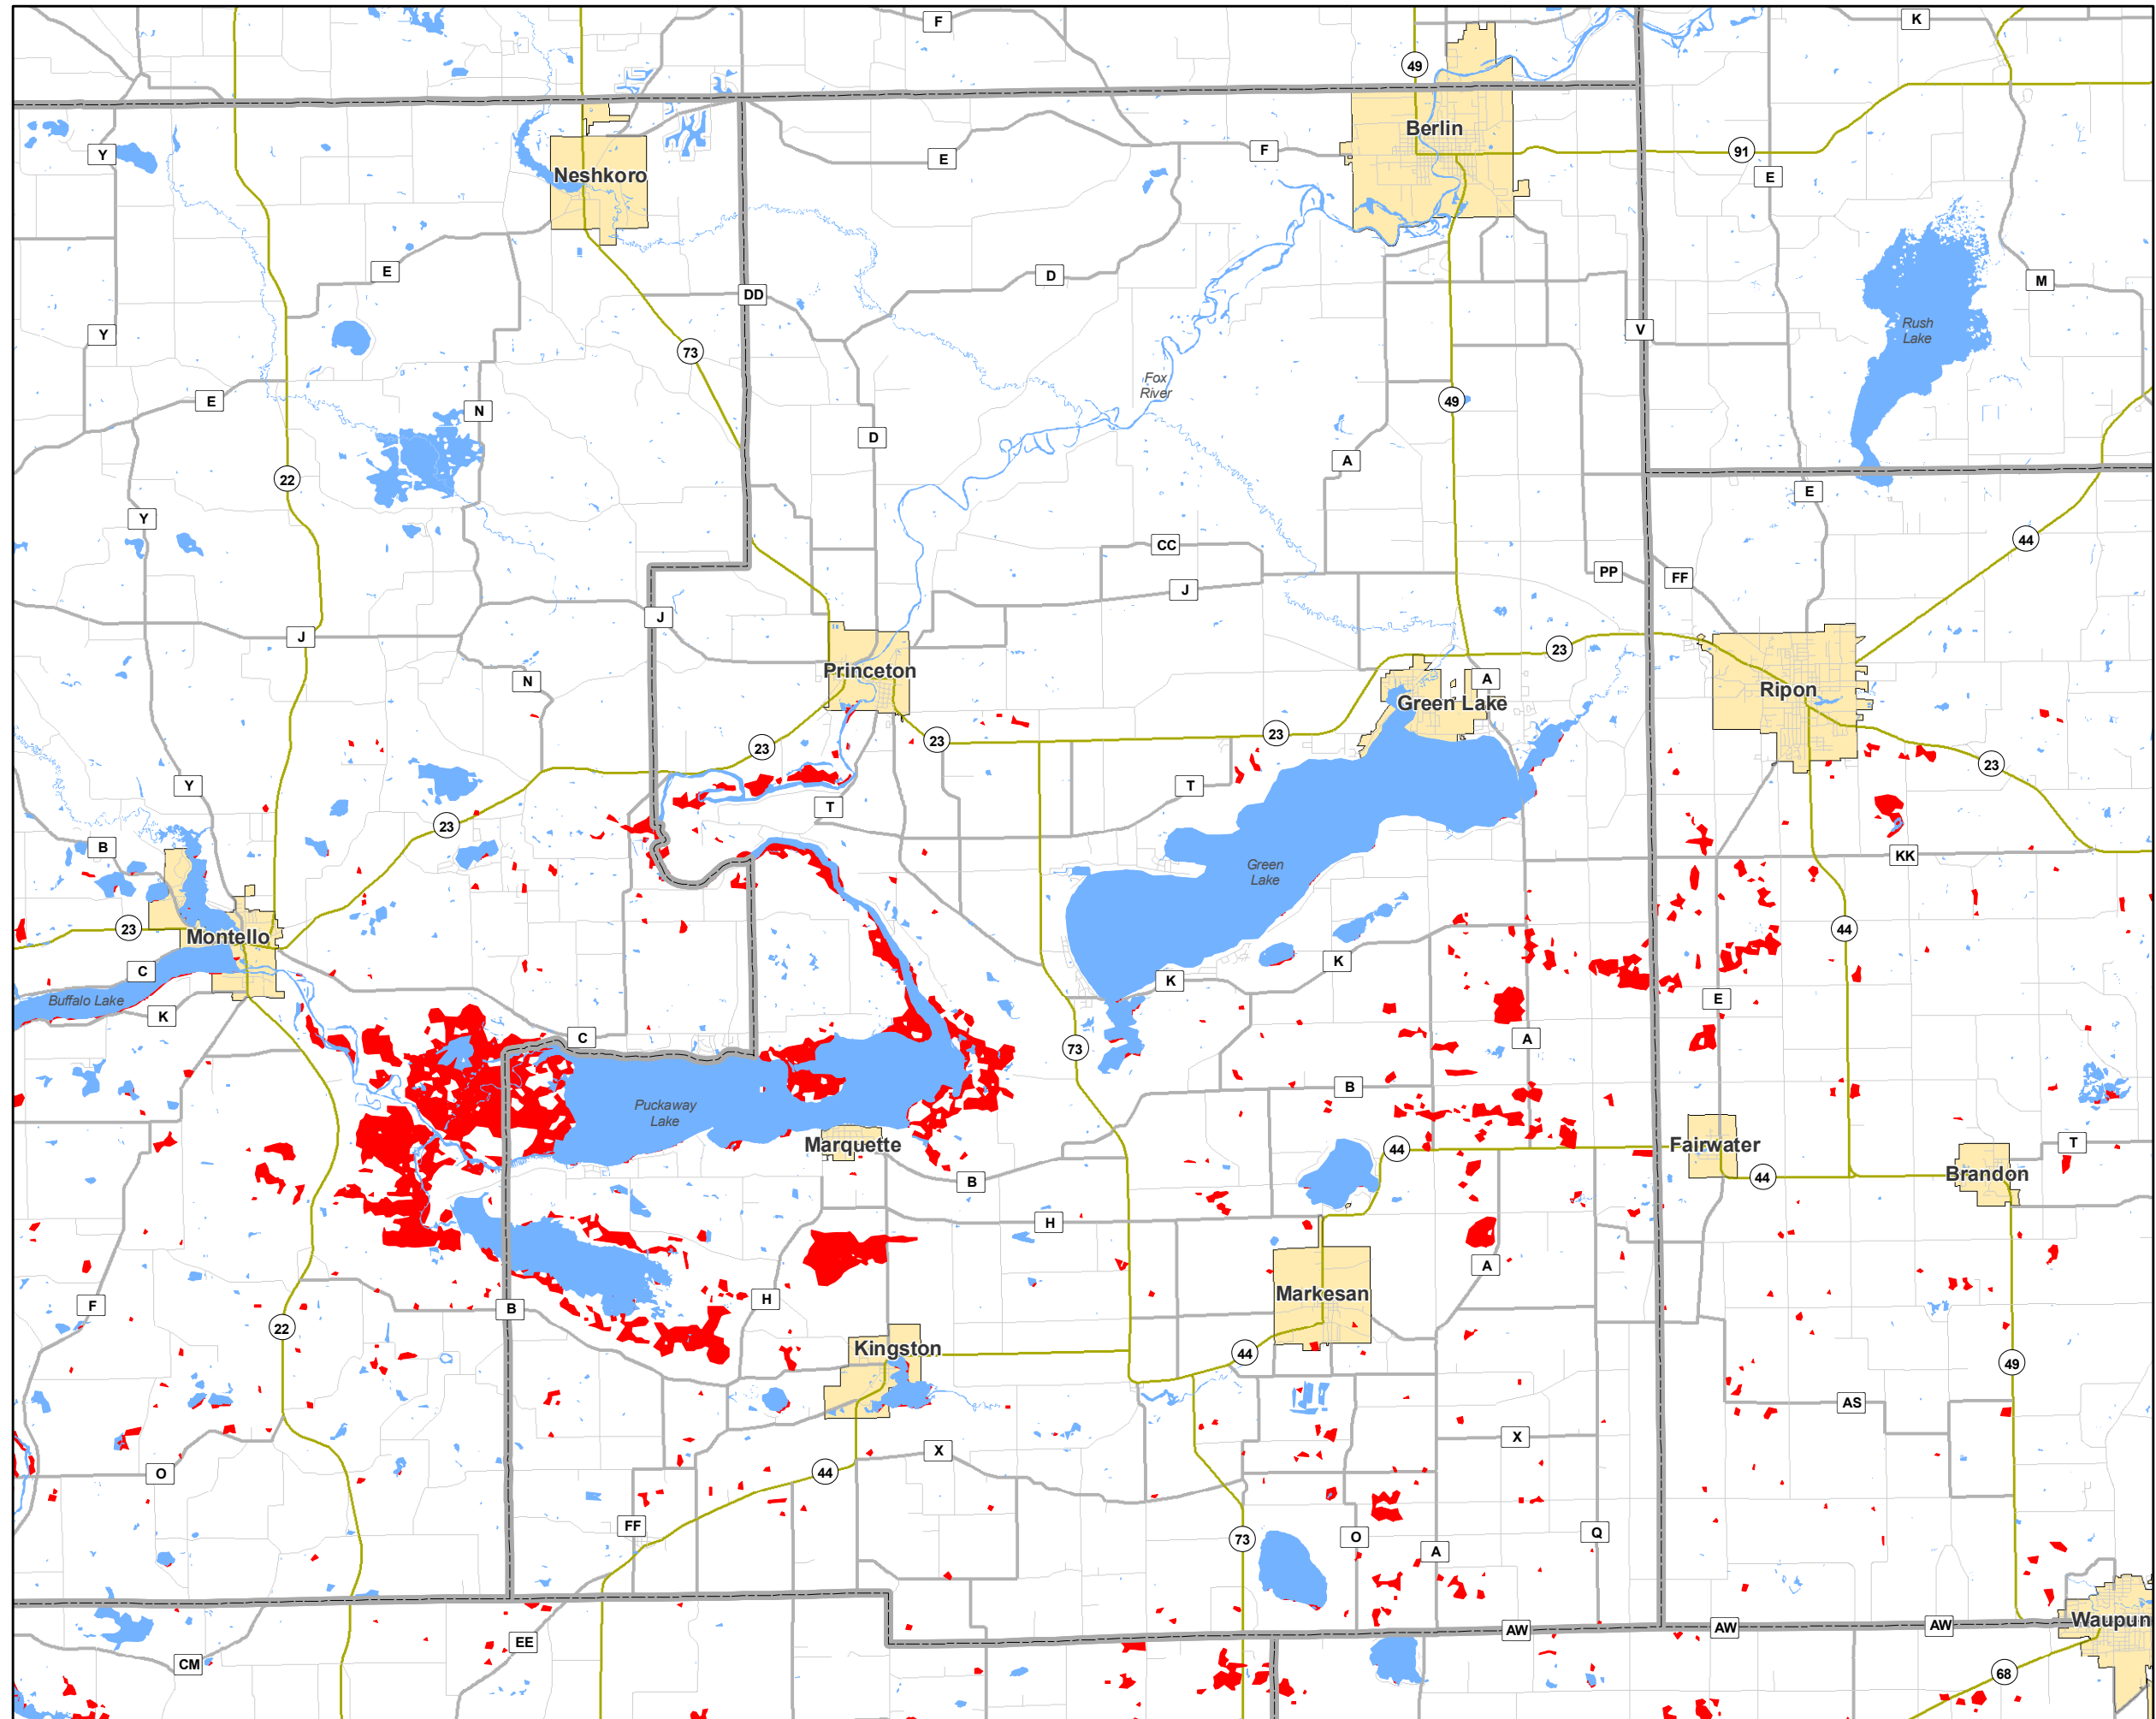 F
K
49
Berlin
91
Y
Neshkoro
E
F
E
E
D
M
DD
Rush
Lake
V
Y
73
Fox
River
E
N
49
D
A
22
E
Y
44
CC
PP
FF
J
J
J
23
N
Princeton
A
Green Lake
Ripon
23
23
23
23
Y
T
T
23
B
KK
Green
Lake
23
Montello
44
C
K
K
Buffalo Lake
K
E
C
A
73
B
Puckaway
Lake
Marquette
44
Fairwater
T
B
44
Brandon
H
A
F
B
H
Markesan
22
Kingston
44
49
AS
X
X
O
44
FF
73
O
Q
A
AW
AW
AW
Waupun
EE
CM
68